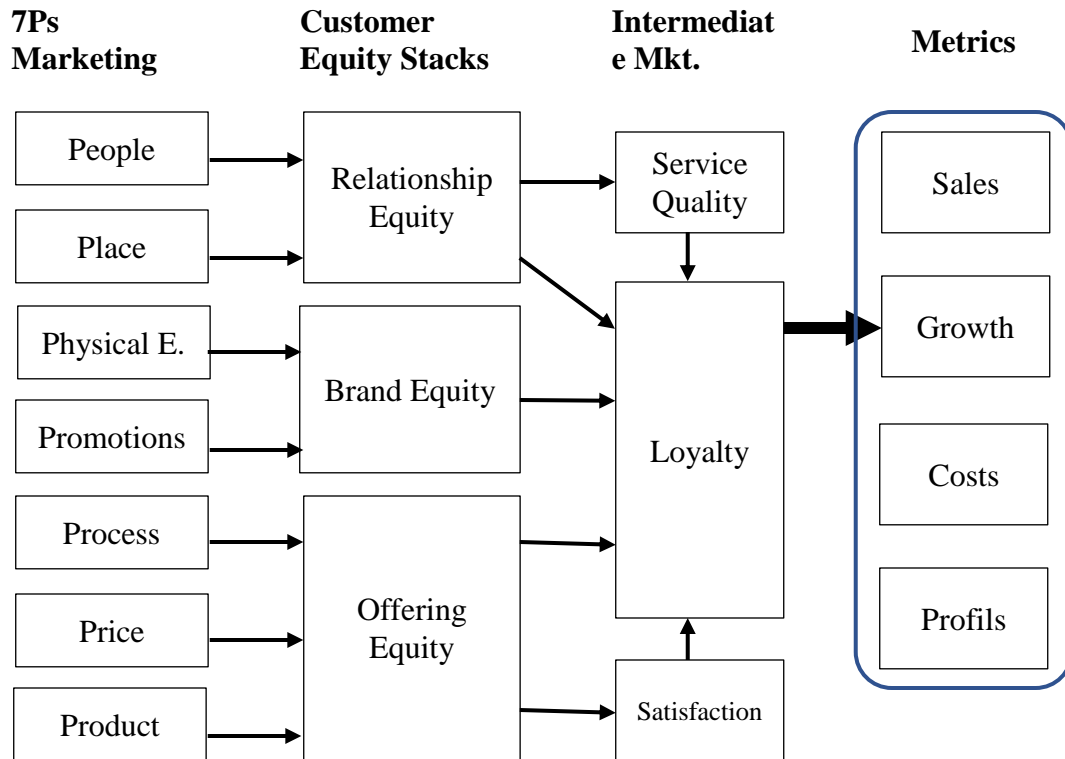 7Ps
Marketing
Customer
Equity Stacks
Intermediat
e Mkt.
Metrics
People
Place
Physical E.
Promotions
Process
Price
Product
Relationship
Equity
Brand Equity
Offering
Equity
Service
Quality
Loyalty
Satisfaction
Sales
Growth
Costs
Profils